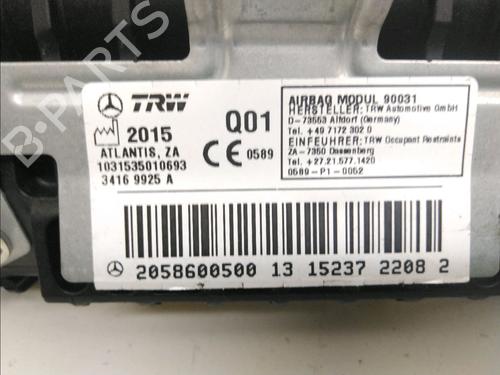 TRW
2015
ATLANTIS, ZA
1031535010693
3416 9925 A
Q01
CE 0589
AIRBAG MODUL 90031
HERSTELLER: TRW Automotive GmbH
D-73553 Alfdorf (Germany)
Tel. +49 7172 302 0
EINFEUHRER: TRW Occupant Restraints
ZA-7350 Dassenberg
Tel. +27.21.577.1420
0589-P1-0052
2058600500 13 15237 2208 2